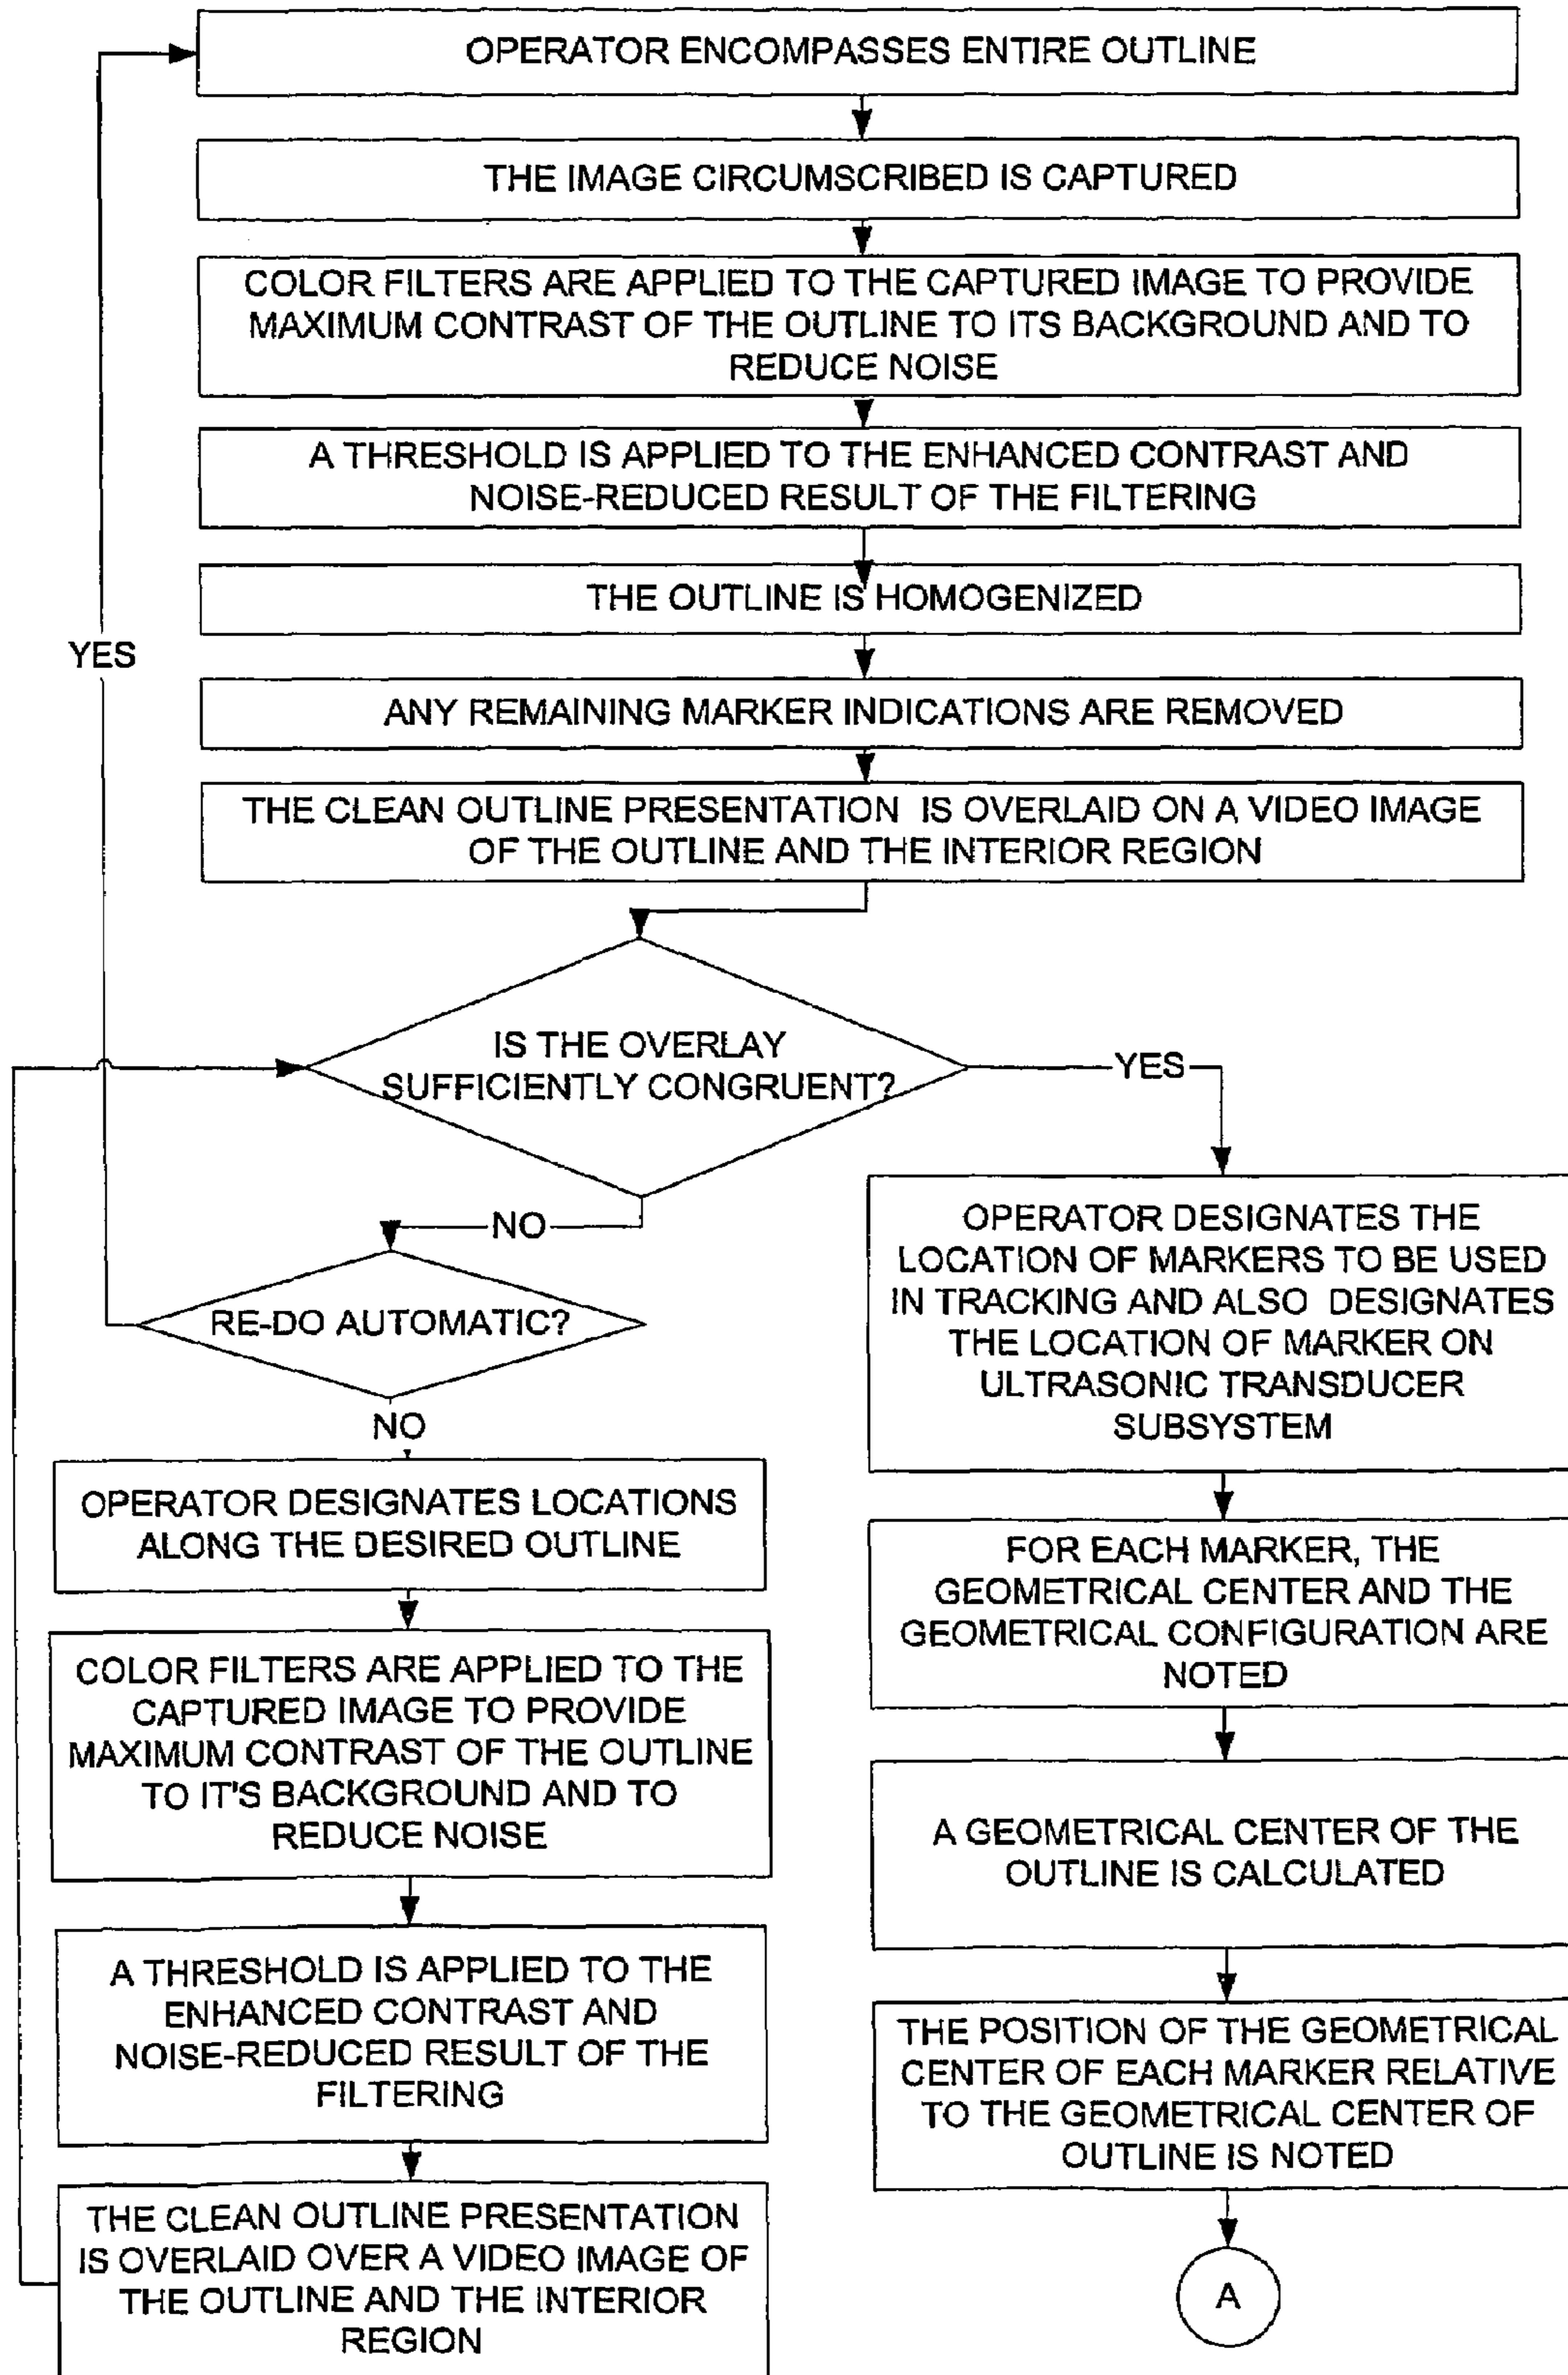 OPERATOR ENCOMPASSES ENTIRE OUTLINE
THE IMAGE CIRCUMSCRIBED IS CAPTURED
COLOR FILTERS ARE APPLIED TO THE CAPTURED IMAGE TO PROVIDE
MAXIMUM CONTRAST OF THE OUTLINE TO ITS BACKGROUND AND TO
REDUCE NOISE
A THRESHOLD IS APPLIED TO THE ENHANCED CONTRAST AND
NOISE-REDUCED RESULT OF THE FILTERING
THE OUTLINE IS HOMOGENIZED
YES
ANY REMAINING MARKER INDICATIONS ARE REMOVED
THE CLEAN OUTLINE PRESENTATION IS OVERLAID ON A VIDEO IMAGE
OF THE OUTLINE AND THE INTERIOR REGION
IS THE OVERLAY
SUFFICIENTLY CONGRUENT?
YES
NO
RE-DO AUTOMATIC?
NO
OPERATOR DESIGNATES LOCATIONS
ALONG THE DESIRED OUTLINE
COLOR FILTERS ARE APPLIED TO THE
CAPTURED IMAGE TO PROVIDE
MAXIMUM CONTRAST OF THE OUTLINE
TO IT'S BACKGROUND AND TO
REDUCE NOISE
A THRESHOLD IS APPLIED TO THE
ENHANCED CONTRAST AND
NOISE-REDUCED RESULT OF THE
FILTERING
THE CLEAN OUTLINE PRESENTATION
IS OVERLAID OVER A VIDEO IMAGE OF
THE OUTLINE AND THE INTERIOR
REGION
OPERATOR DESIGNATES THE
LOCATION OF MARKERS TO BE USED
IN TRACKING AND ALSO DESIGNATES
THE LOCATION OF MARKER ON
ULTRASONIC TRANSDUCER
SUBSYSTEM
FOR EACH MARKER, THE
GEOMETRICAL CENTER AND THE
GEOMETRICAL CONFIGURATION ARE
NOTED
A GEOMETRICAL CENTER OF THE
OUTLINE IS CALCULATED
THE POSITION OF THE GEOMETRICAL
CENTER OF EACH MARKER RELATIVE
TO THE GEOMETRICAL CENTER OF
OUTLINE IS NOTED
A